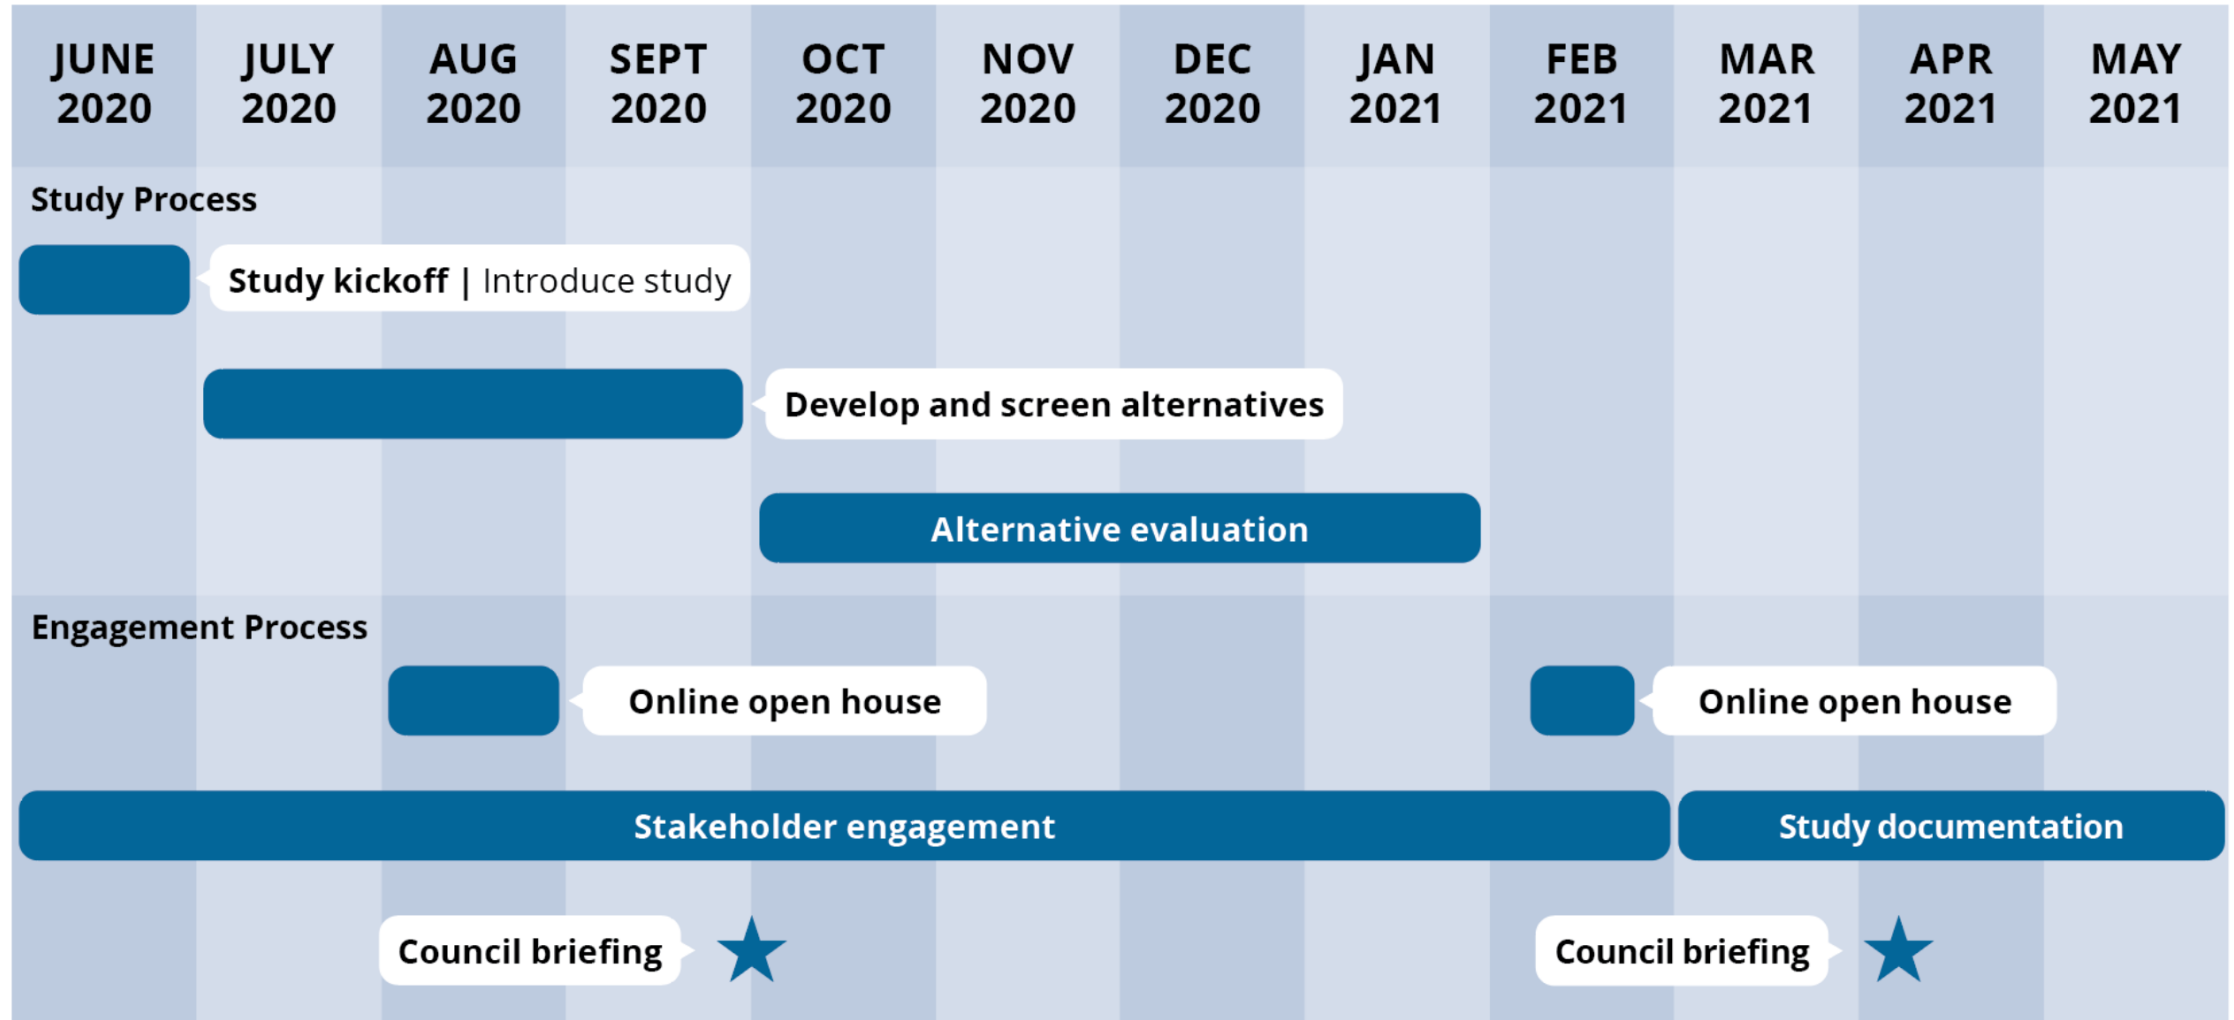 JUNE 2020
JULY 2020
AUG 2020
SEPT 2020
OCT 2020
NOV 2020
DEC 2020
JAN 2021
FEB 2021
MAR 2021
APR 2021
MAY 2021
Study Process
Study kickoff | Introduce study
Develop and screen alternatives
Alternative evaluation
Engagement Process
Online open house
Online open house
Stakeholder engagement
Study documentation
Council briefing
Council briefing